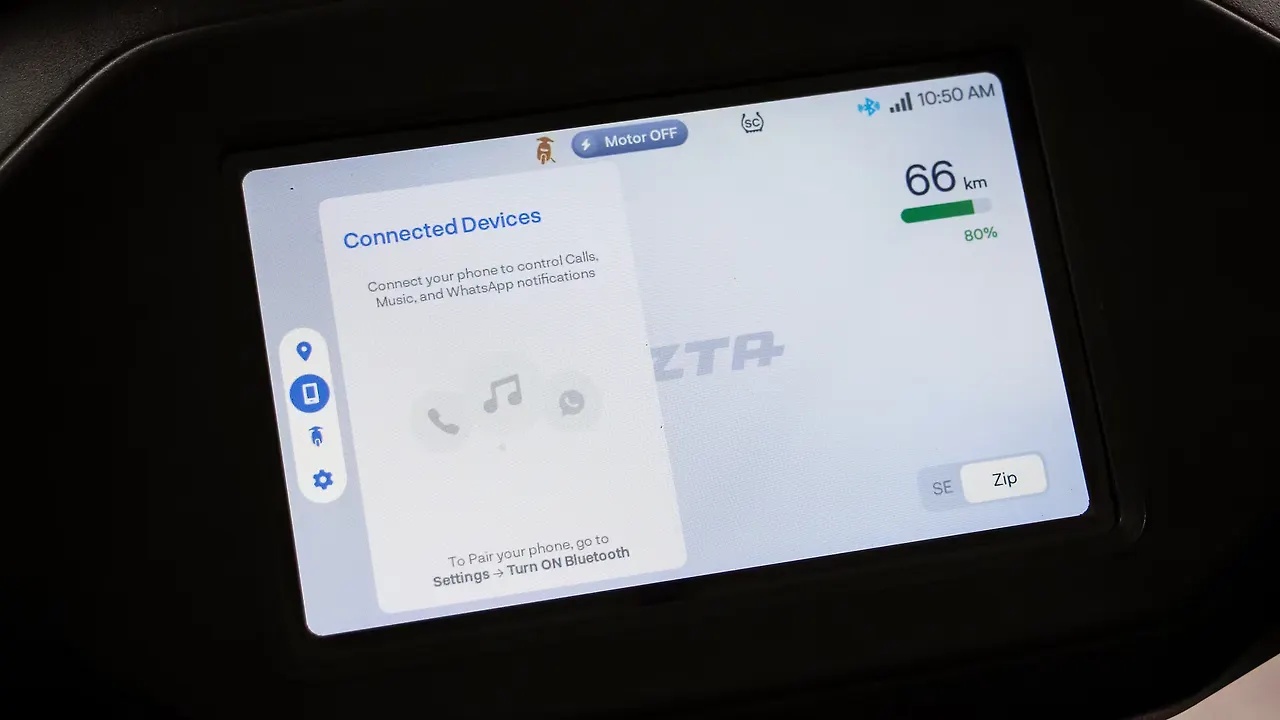 Motor OFF
SC
10:50 AM
66 km
80%
Connected Devices
Connect your phone to control Calls,
Music, and WhatsApp notifications
ZTA
SE
Zip
To Pair your phone, go to
Settings → Turn ON Bluetooth